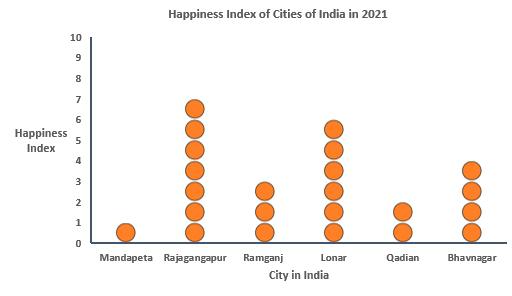 Happiness Index of Cities of India in 2021
10
9
8
7
6
5
4
3
2
1
0
Happiness
Index
Mandapeta Rajagangapur Ramganj Lonar Qadian Bhavnagar
City in India